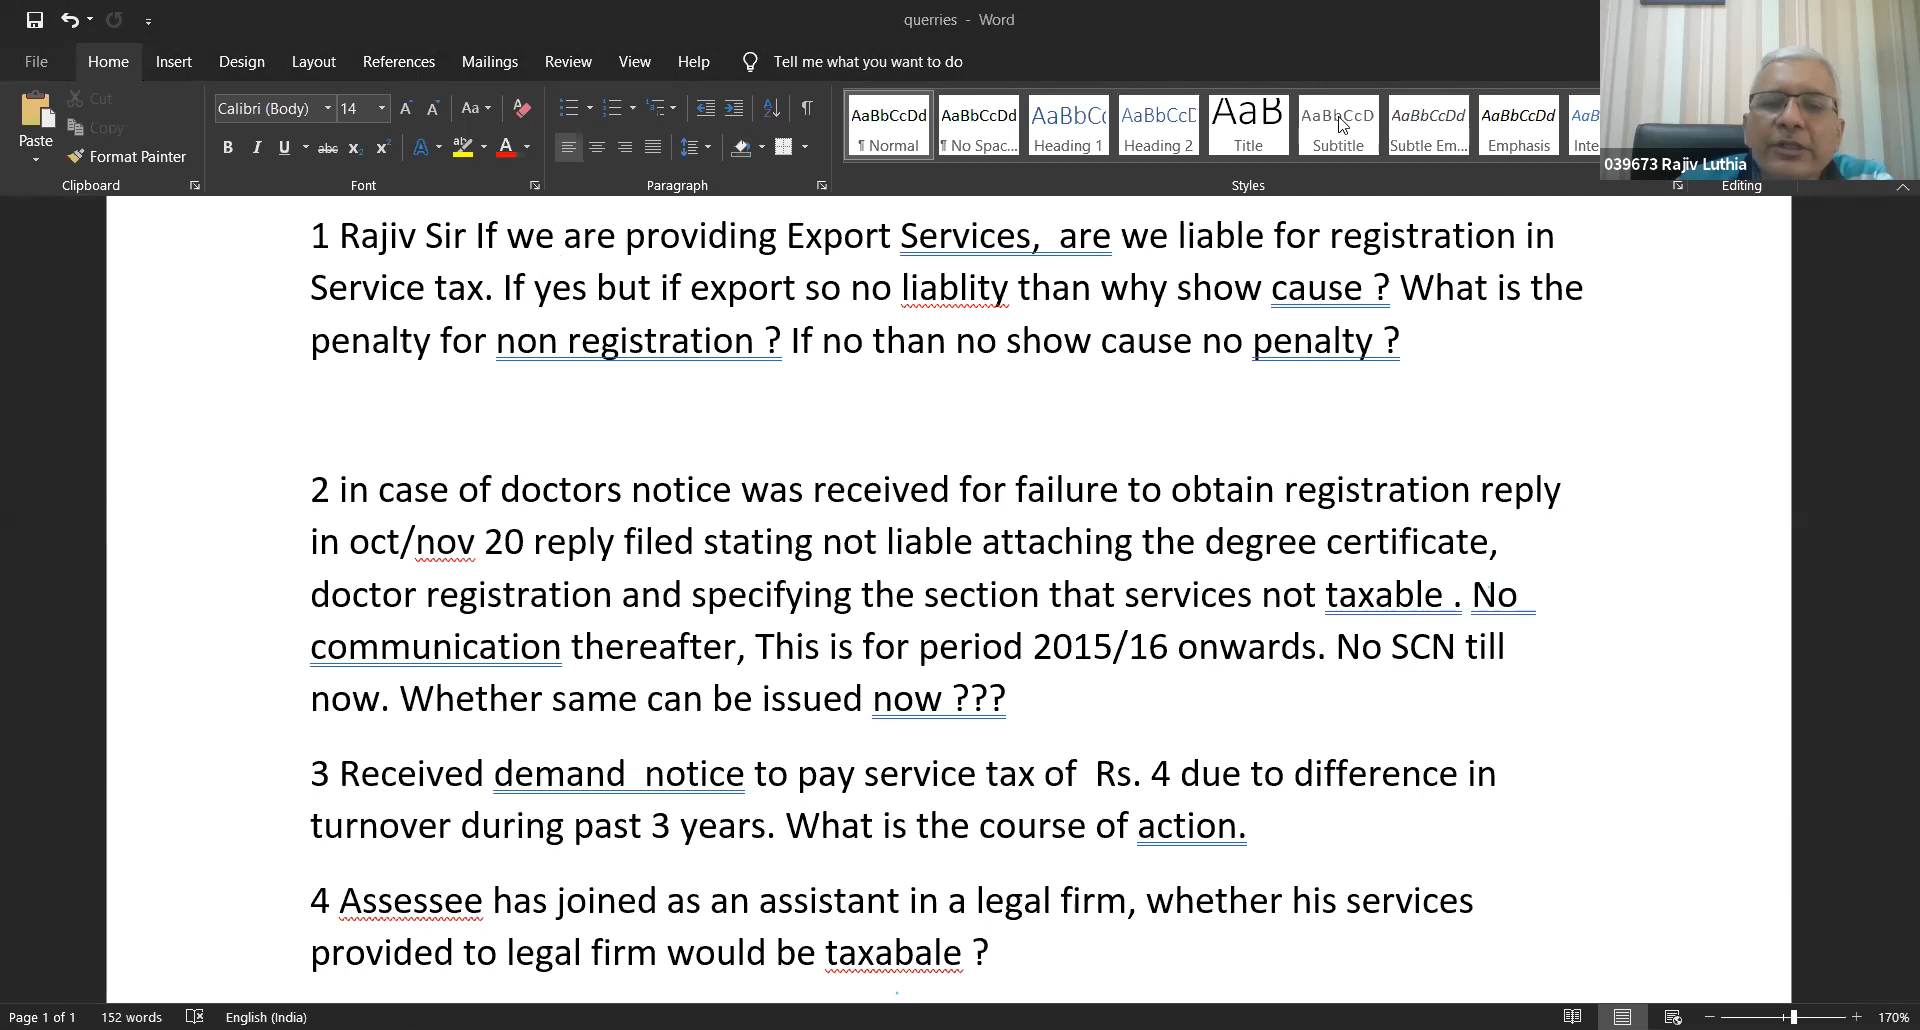 querries - Word
File Home Insert Design Layout References Mailings Review View Help Tell me what you want to do
Cut
Copy
Paste
Format Painter
Calibri (Body) 14
AaBbCcDd AaBbCcDd AaBbCc AaBbCcD AaB AaBbCcD AaBbCcDd AaBbCcDd AaB
¶ Normal ¶ No Spac... Heading 1 Heading 2 Title Subtitle Subtle Em... Emphasis Inte
039673 Rajiv Luthia
Clipboard Font Paragraph Styles Editing
1 Rajiv Sir If we are providing Export Services, are we liable for registration in
Service tax. If yes but if export so no liablity than why show cause ? What is the
penalty for non registration ? If no than no show cause no penalty ?
2 in case of doctors notice was received for failure to obtain registration reply
in oct/nov 20 reply filed stating not liable attaching the degree certificate,
doctor registration and specifying the section that services not taxable . No
communication thereafter, This is for period 2015/16 onwards. No SCN till
now. Whether same can be issued now ???
3 Received demand notice to pay service tax of Rs. 4 due to difference in
turnover during past 3 years. What is the course of action.
4 Assessee has joined as an assistant in a legal firm, whether his services
provided to legal firm would be taxabale ?
Page 1 of 1 152 words English (India) 170%